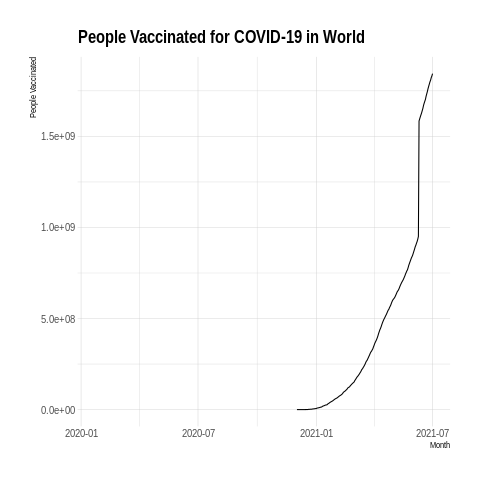 People Vaccinated for COVID-19 in World
People Vaccinated
1.5e+09
1.0e+09
5.0e+08
0.0e+00
2020-01 2020-07 2021-01 2021-07
Month